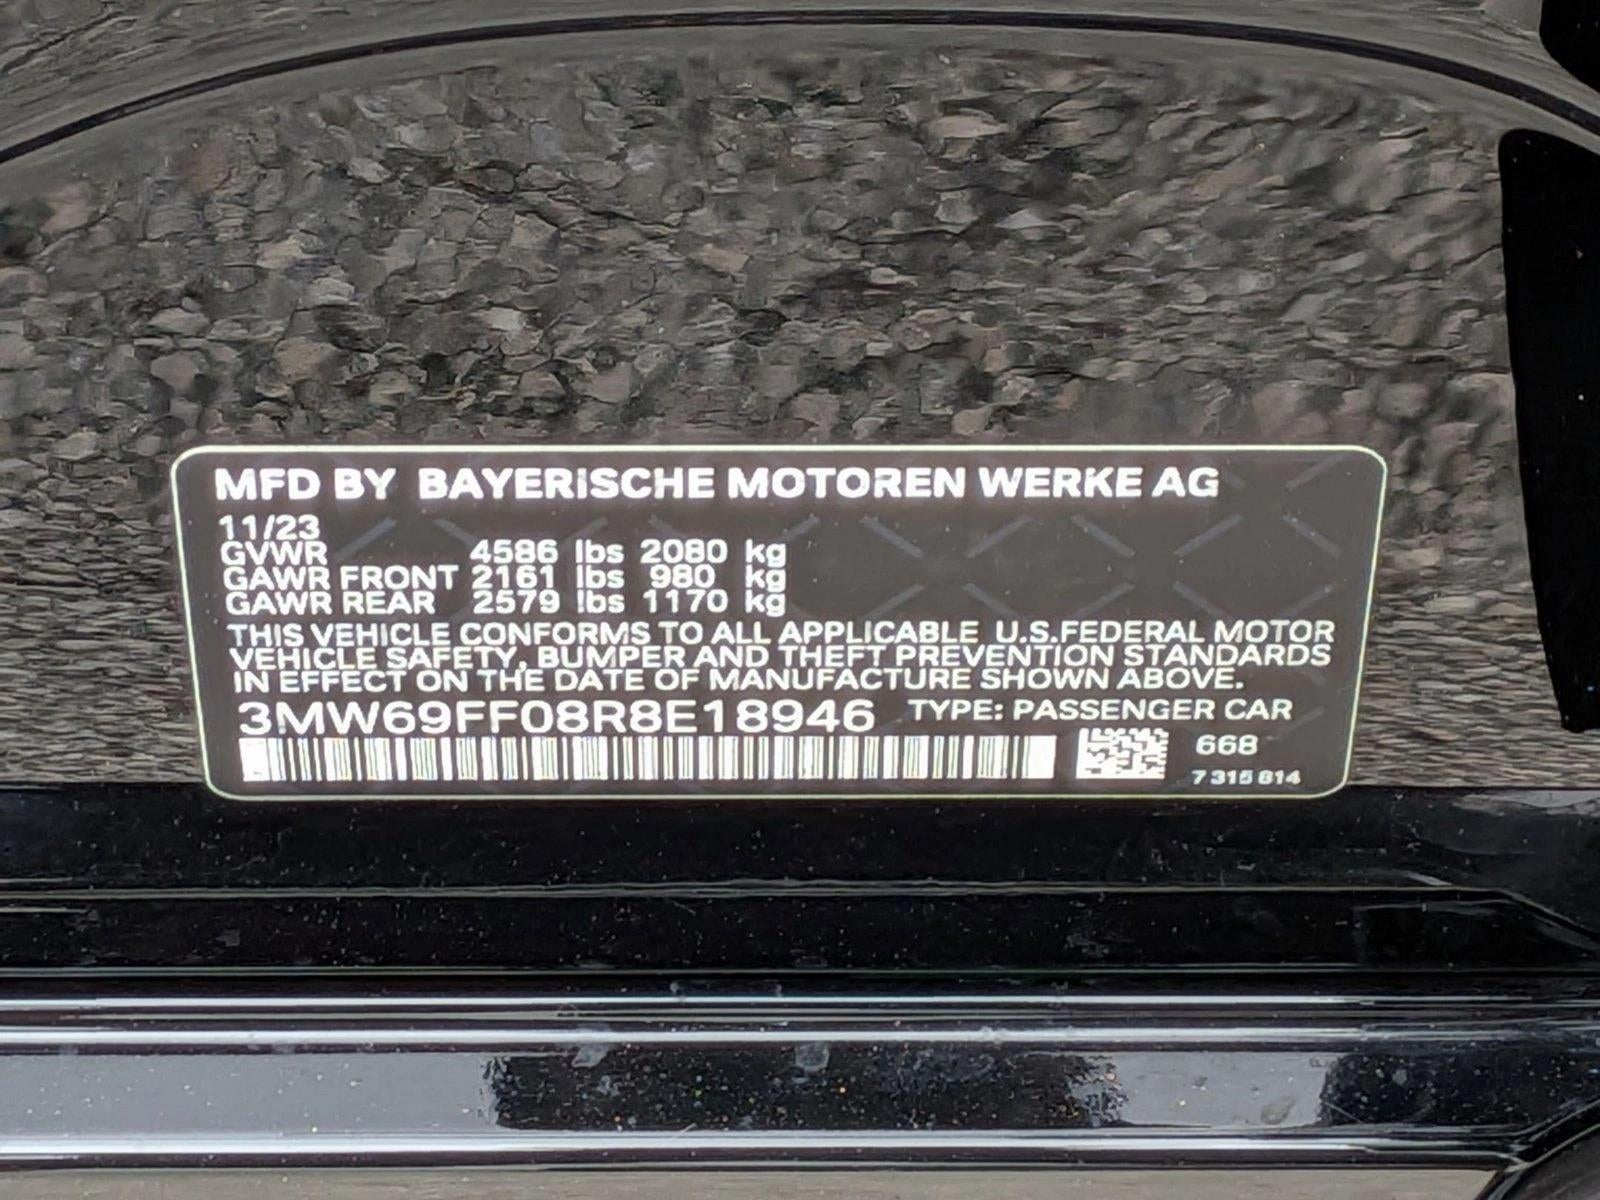 MFD BY BAYERISCHE MOTOREN WERKE AG
11/23
GVWR 4586 lbs 2080 kg
GAWR FRONT 2161 lbs 980 kg
GAWR REAR 2579 lbs 1170 kg
THIS VEHICLE CONFORMS TO ALL APPLICABLE U.S.FEDERAL MOTOR
VEHICLE SAFETY, BUMPER AND THEFT PREVENTION STANDARDS
IN EFFECT ON THE DATE OF MANUFACTURE SHOWN ABOVE.
3MW69FF08R8E18946 TYPE: PASSENGER CAR
668
7 315 614